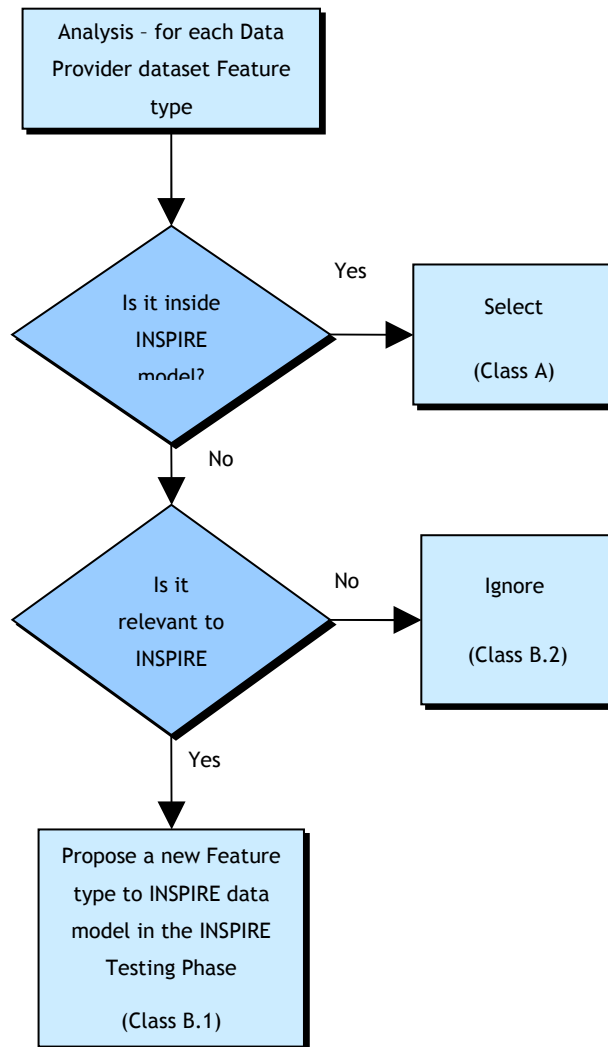 Analysis – for each Data
Provider dataset Feature
type
Is it inside
INSPIRE
model?
Yes
Select
(Class A)
No
Is it
relevant to
INSPIRE
No
Ignore
(Class B.2)
Yes
Propose a new Feature
type to INSPIRE data
model in the INSPIRE
Testing Phase
(Class B.1)